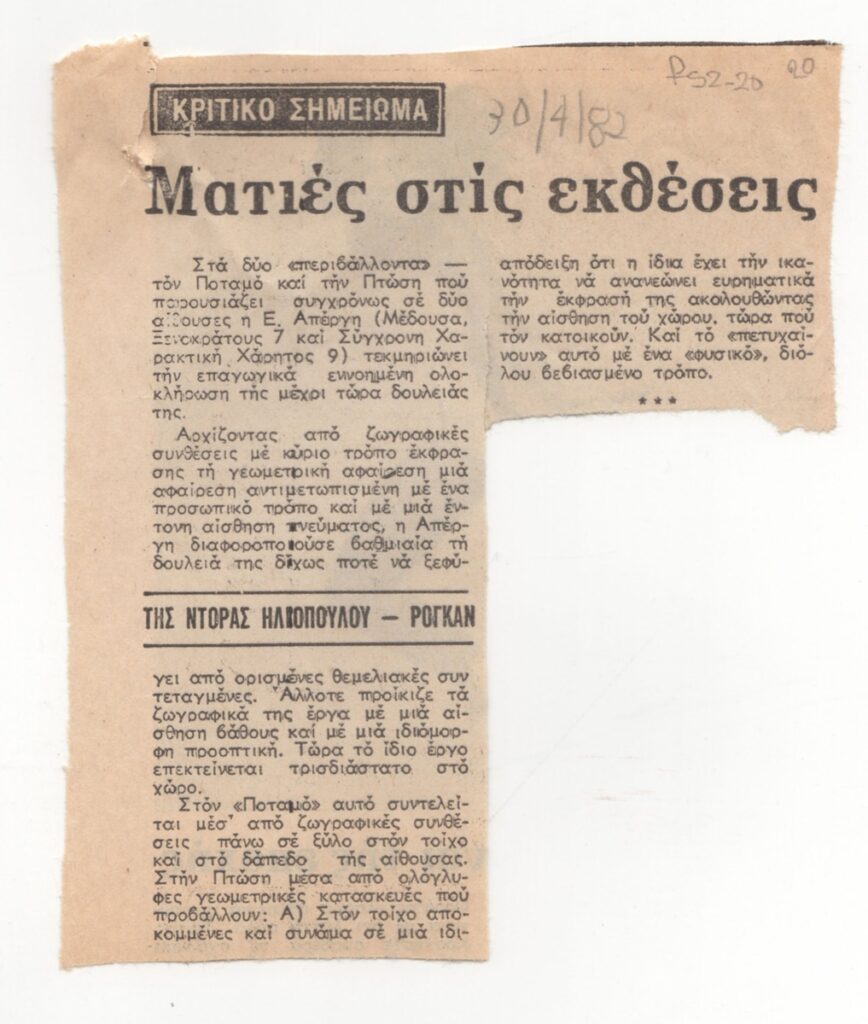 20
ΚΡΙΤΙΚΟ ΣΗΜΕΙΩΜΑ
30/4/82
Ματιές στίς εκθέσεις
Στά δύο «περιβάλλοντα» —
τόν Ποταμό καί τήν Πτώση πού
παρουσιάζει συγχρόνως σέ δύο
αίθουσες η Ε. Απέργη (Μέδουσα,
Ξενοκράτους 7 καί Σύγχρονη Χα-
ρακτική Χάρητος 9) τεκμηριώνει
τήν επαγωγικά εννοημένη ολο-
κλήρωση τής μέχρι τώρα δουλειάς
της.
Αρχίζοντας από ζωγραφικές
συνθέσεις μέ κύριο τρόπο έκφρα-
σης τή γεωμετρική αφαίρεση μιά
αφαίρεση αντιμετωπισμένη μέ ένα
προσωπικό τρόπο καί μέ μιά έν-
τονη αίσθηση πνεύματος, η Απέρ-
γη διαφοροποιούσε βαθμιαία τή
δουλειά της δίχως ποτέ νά ξεφύ-
ΤΗΣ ΝΤΟΡΑΣ ΗΛΙΟΠΟΥΛΟΥ — ΡΟΓΚΑΝ
γει από ορισμένες θεμελιακές συν
τεταγμένες. Άλλοτε προίκιζε τά
ζωγραφικά της έργα μέ μιά αί-
σθηση βάθους καί μέ μιά ιδιόμορ-
φη προοπτική. Τώρα τό ίδιο έργο
επεκτείνεται τρισδιάστατο στό
χώρο.
Στόν «Ποταμό» αυτό συντελεί-
ται μέσ' από ζωγραφικές συνθέ-
σεις πάνω σέ ξύλο στόν τοίχο
καί στό δάπεδο τής αίθουσας.
Στήν Πτώση μέσα από ολόγλυ-
φες γεωμετρικές κατασκευές πού
προβάλλουν: Α) Στόν τοίχο απο-
κομμένες καί συνάμα σέ μιά ιδι-
απόδειξη ότι η ίδια έχει τήν ικα-
νότητα νά ανανεώνει ευρηματικά
τήν έκφρασή της ακολουθώντας
τήν αίσθηση τού χώρου, τώρα πού
τόν κατοικούν. Καί τό «πετυχαί-
νουν» αυτό μέ ένα «φυσικό», διό-
λου βεβιασμένο τρόπο.
***